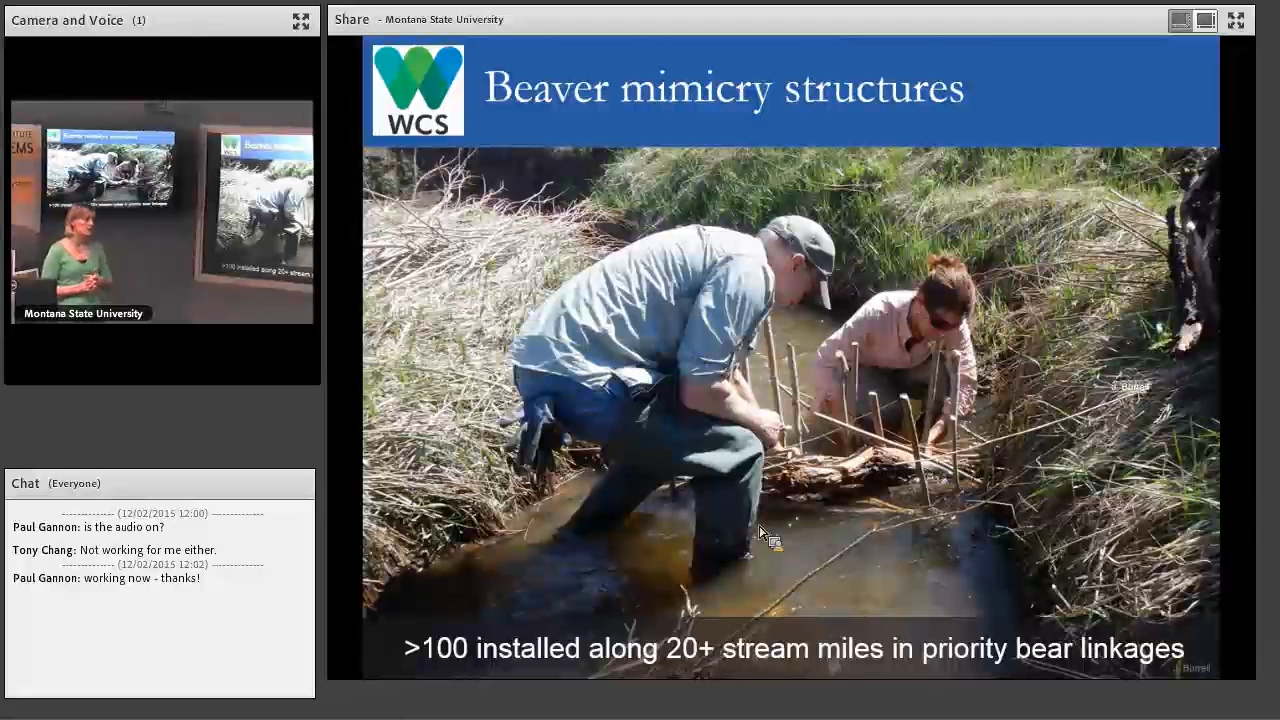 Camera and Voice (1)
Montana State University
Chat (Everyone)
-------------- (12/02/2015 12:00) --------------
Paul Gannon: is the audio on?
Tony Chang: Not working for me either.
-------------- (12/02/2015 12:02) --------------
Paul Gannon: working now - thanks!
Share - Montana State University
WCS
Beaver mimicry structures
J. Burrell
>100 installed along 20+ stream miles in priority bear linkages
J. Burrell